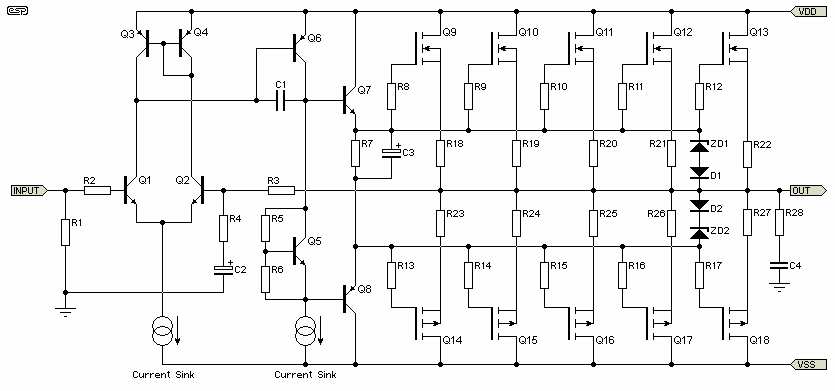 esp
VDD
Q3
Q4
Q6
Q9
Q10
Q11
Q12
Q13
C1
Q7
R8
R9
R10
R11
R12
R7
C3
R18
R19
R20
R21
ZD1
R22
D1
INPUT
R2
Q1
Q2
R3
OUT
R1
R4
R5
Q5
R23
R24
R25
R26
D2
R27
R28
ZD2
C2
R6
Q8
R13
R14
R15
R16
R17
C4
Q14
Q15
Q16
Q17
Q18
VSS
Current Sink
Current Sink
+
+